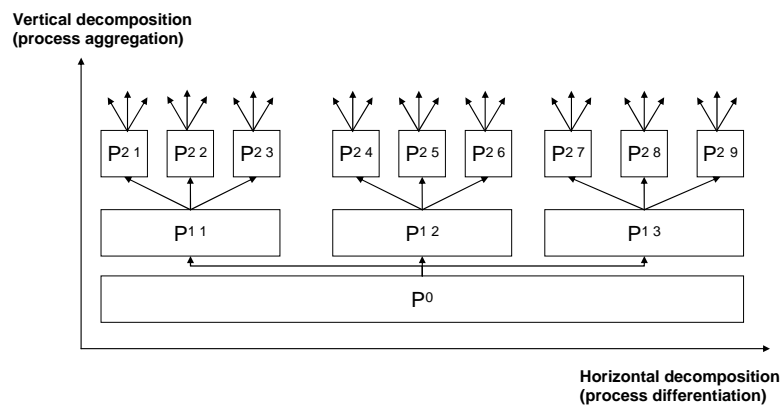 Vertical decomposition
(process aggregation)
P2 1 P2 2 P2 3 P2 4 P2 5 P2 6 P2 7 P2 8 P2 9
P1 1 P1 2 P1 3
P0
Horizontal decomposition
(process differentiation)